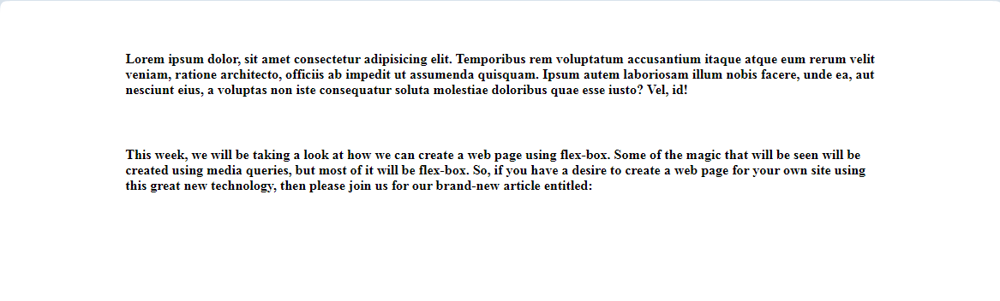 Lorem ipsum dolor, sit amet consectetur adipisicing elit. Temporibus rem voluptatum accusantium itaque atque eum rerum velit
veniam, ratione architecto, officiis ab impedit ut assumenda quisquam. Ipsum autem laboriosam illum nobis facere, unde ea, aut
nesciunt eius, a voluptas non iste consequatur soluta molestiae doloribus quae esse iusto? Vel, id!
This week, we will be taking a look at how we can create a web page using flex-box. Some of the magic that will be seen will be
created using media queries, but most of it will be flex-box. So, if you have a desire to create a web page for your own site using
this great new technology, then please join us for our brand-new article entitled: